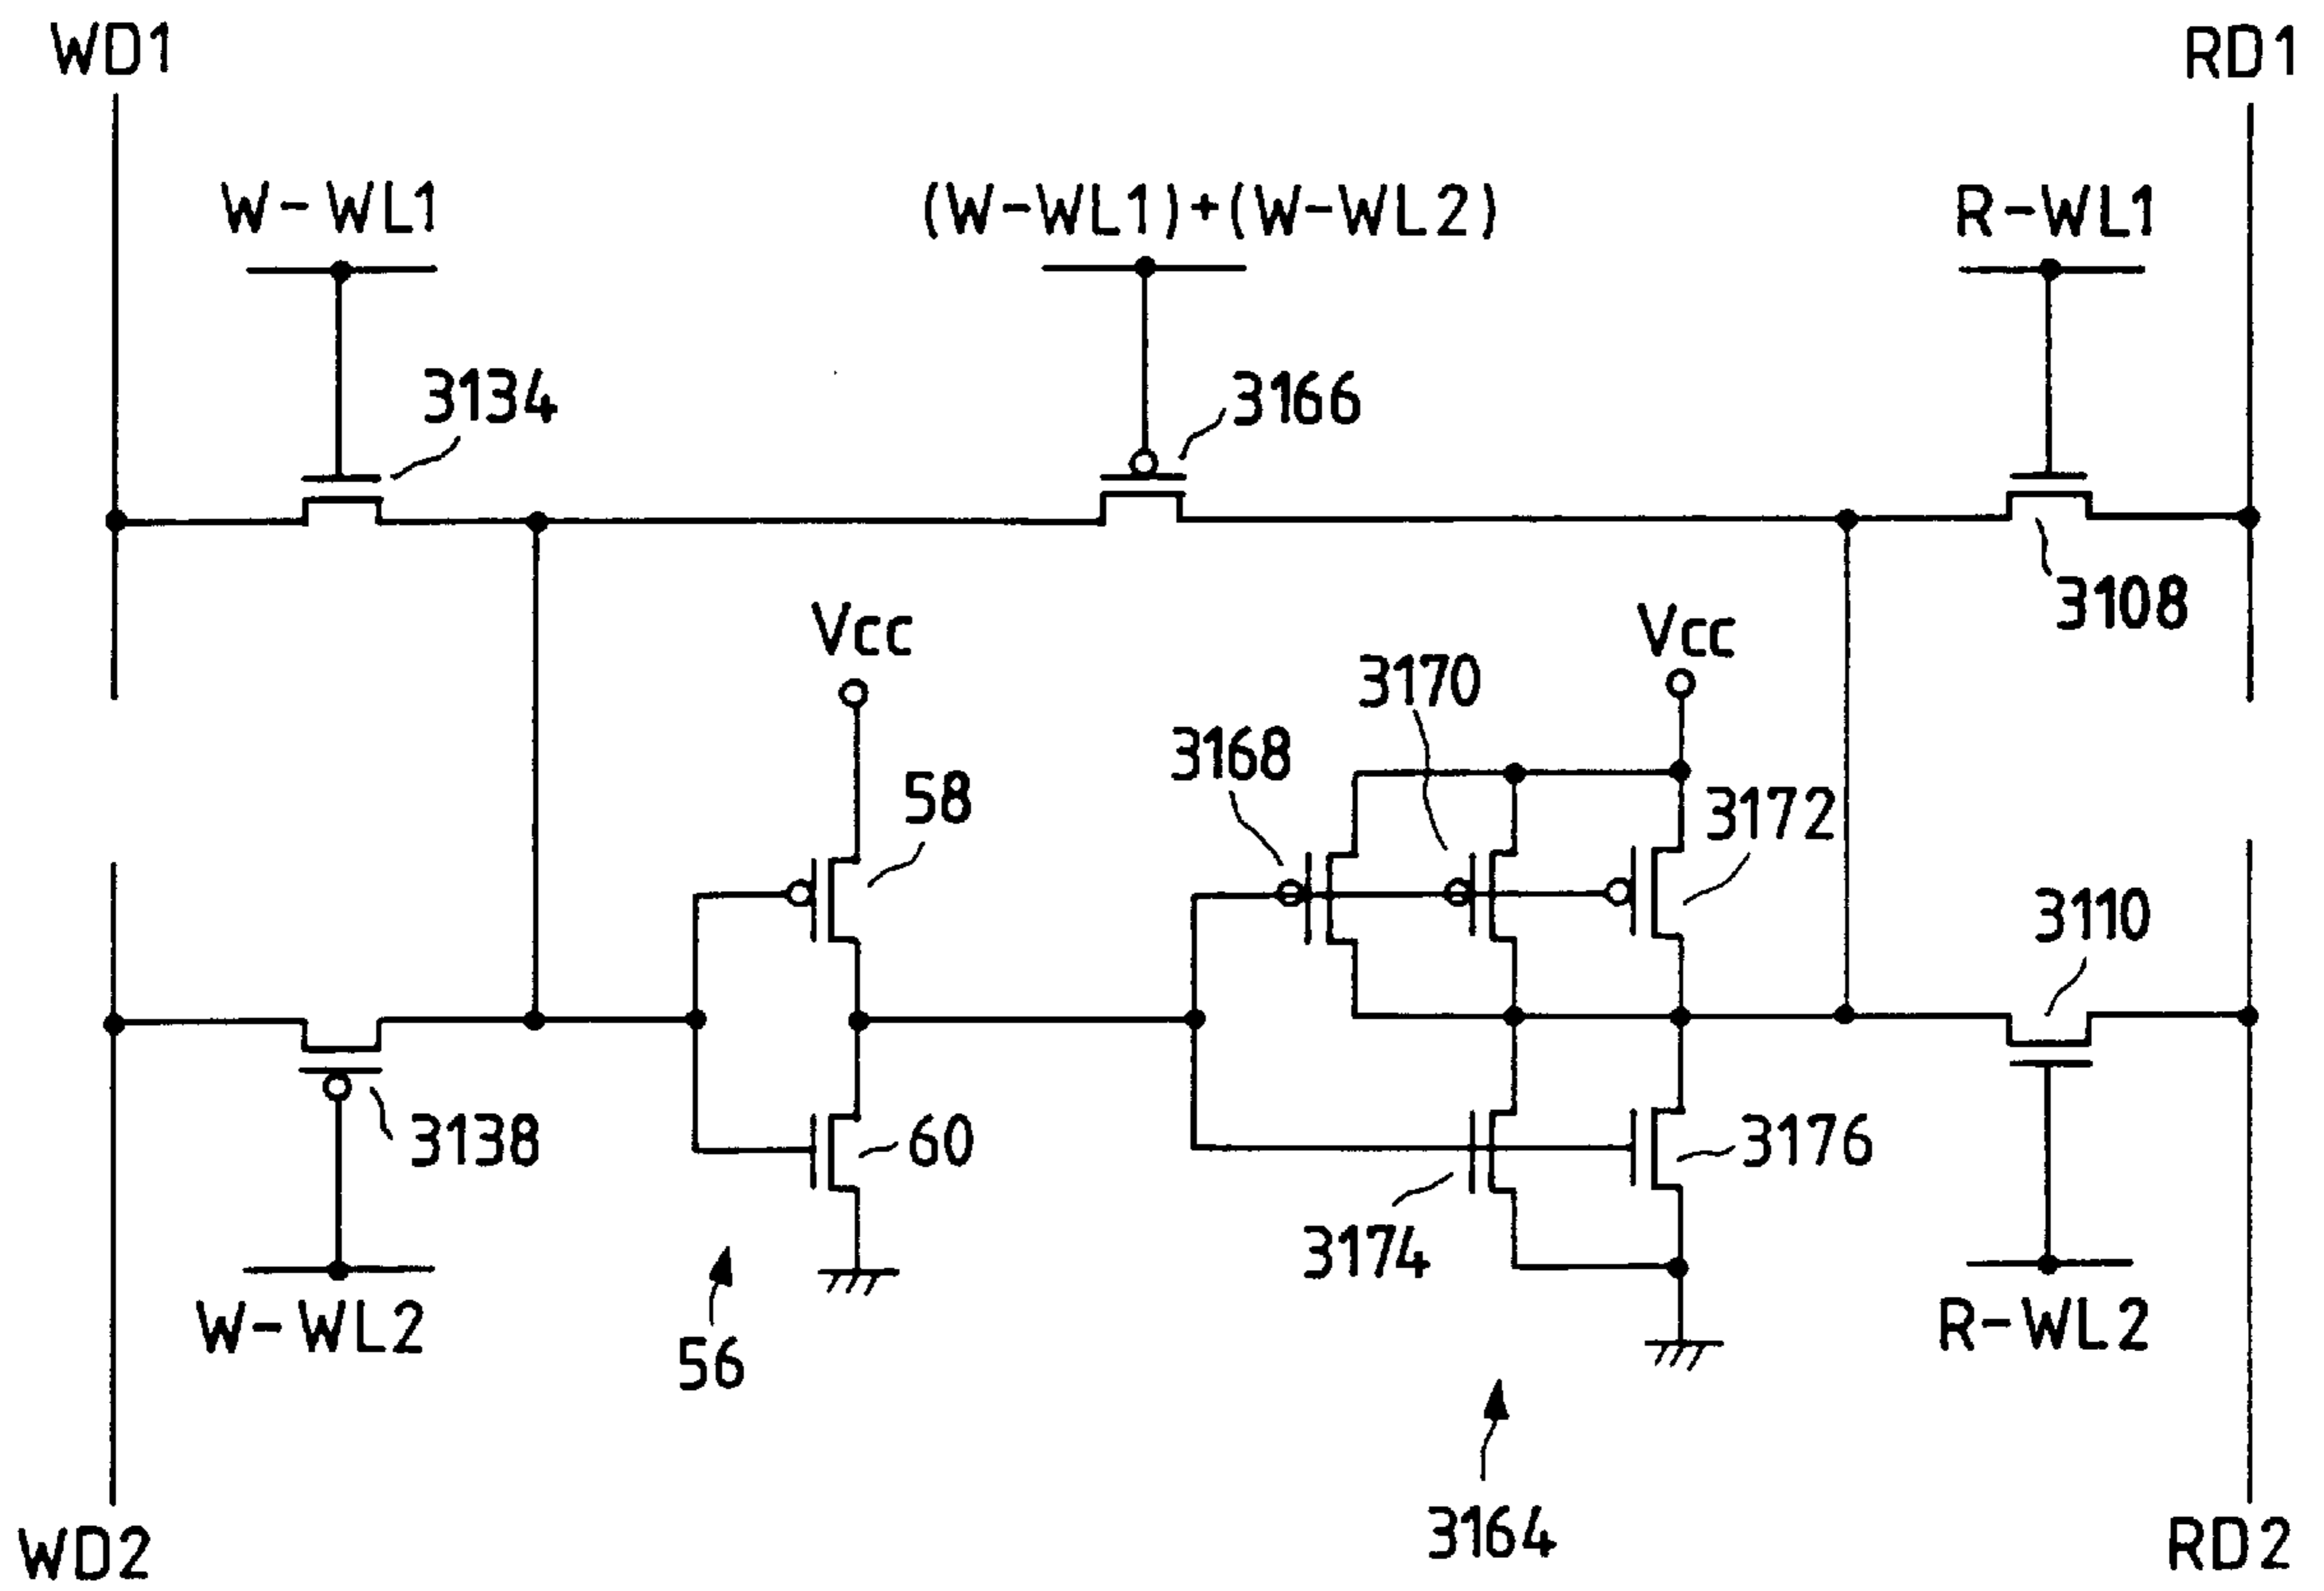 WD1
RD1
W-WL1
(W-WL1)+(W-WL2)
R-WL1
3134
3166
3108
Vcc
Vcc
3170
3168
58
3172
3110
3138
60
3176
3174
W-WL2
R-WL2
56
3164
WD2
RD2